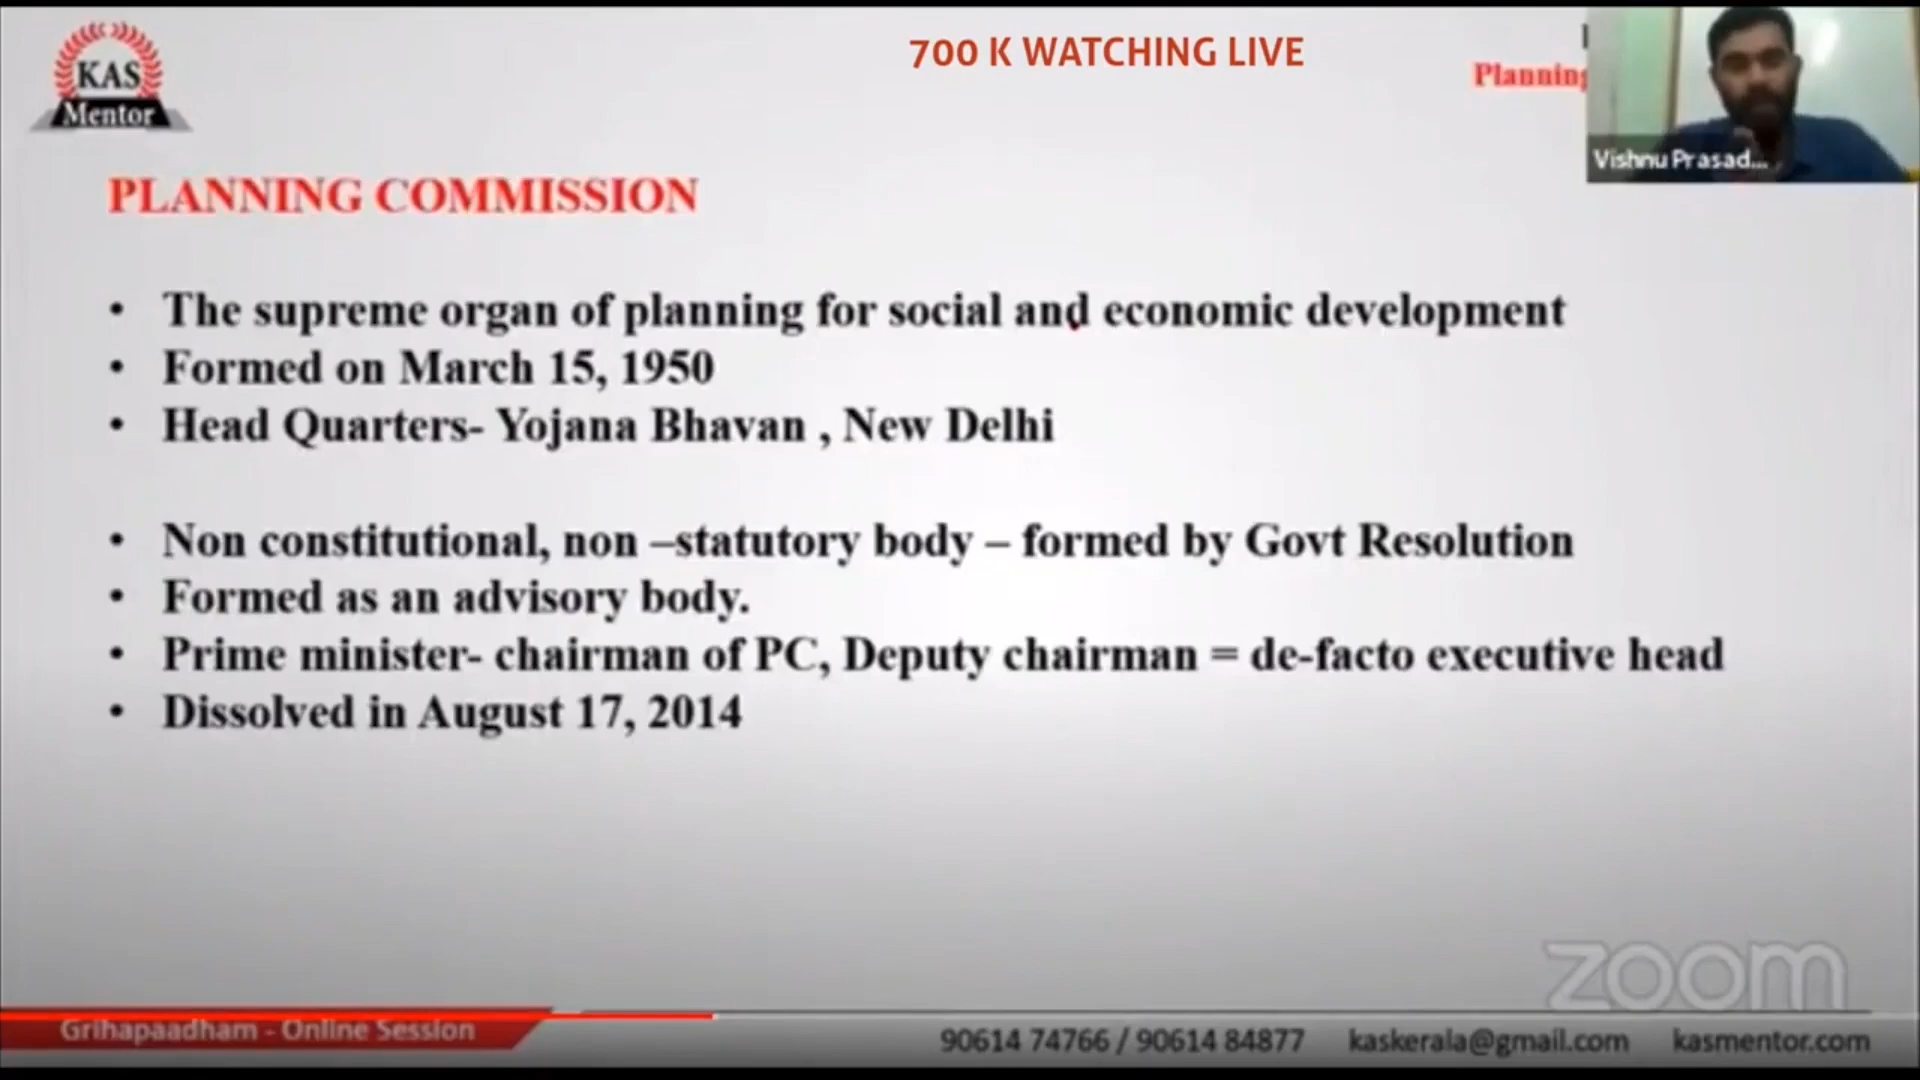 KAS
Mentor
700 K WATCHING LIVE
Planning
Vishnu Prasad...
PLANNING COMMISSION
• The supreme organ of planning for social and economic development
• Formed on March 15, 1950
• Head Quarters- Yojana Bhavan , New Delhi
• Non constitutional, non –statutory body – formed by Govt Resolution
• Formed as an advisory body.
• Prime minister- chairman of PC, Deputy chairman = de-facto executive head
• Dissolved in August 17, 2014
zoom
Grihapaadham - Online Session
90614 74766 / 90614 84877 kaskerala@gmail.com kasmentor.com